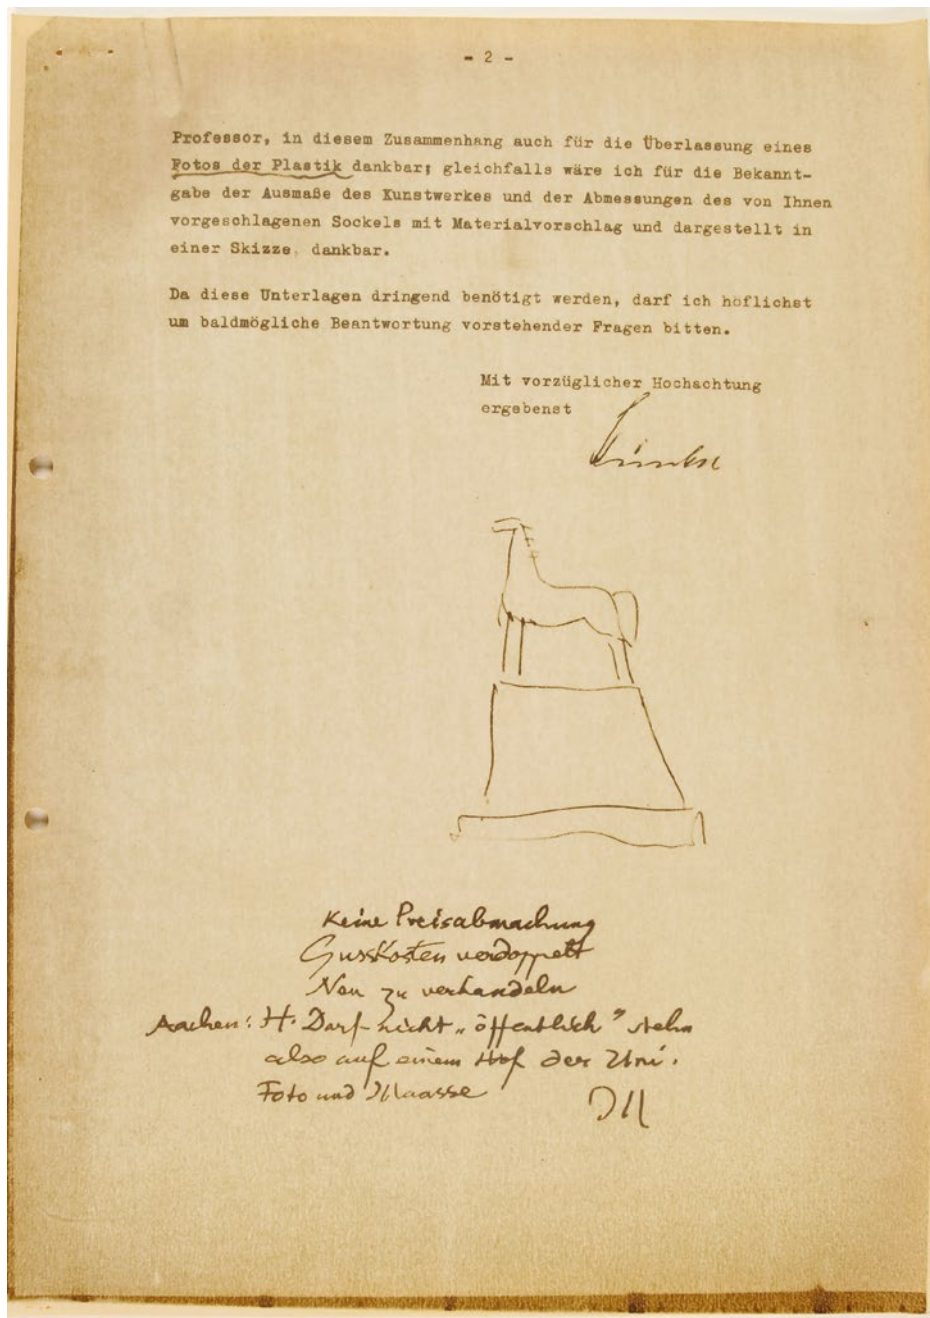 - 2 -
Professor, in diesem Zusammenhang auch für die Überlassung eines
Fotos der Plastik dankbar; gleichfalls wäre ich für die Bekannt-
gabe der Ausmaße des Kunstwerkes und der Abmessungen des von Ihnen
vorgeschlagenen Sockels mit Materialvorschlag und dargestellt in
einer Skizze dankbar.
Da diese Unterlagen dringend benötigt werden, darf ich höflichst
um baldmögliche Beantwortung vorstehender Fragen bitten.
Mit vorzüglicher Hochachtung
ergebenst
Keine Preisabmachung
Gusskosten verdoppelt
Neu zu verhandeln
Aachen: H. Darf nicht „öffentlich" stehn
also auf einem Hof der Uni.
Foto und Maasse